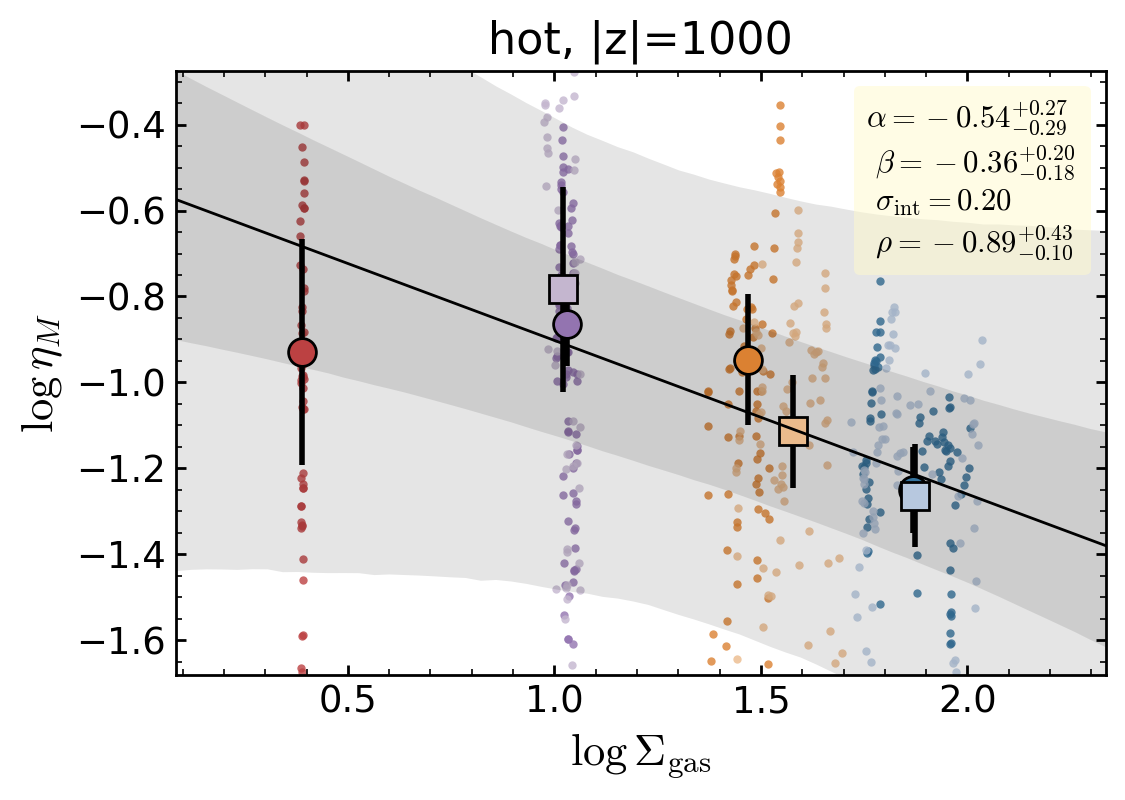 hot, |z|=1000
α = −0.54^{+0.27}_{−0.29}
β = −0.36^{+0.20}_{−0.18}
σ_int = 0.20
ρ = −0.89^{+0.43}_{−0.10}
−0.4
−0.6
−0.8
−1.0
−1.2
−1.4
−1.6
log η_M
0.5 1.0 1.5 2.0
log Σ_gas